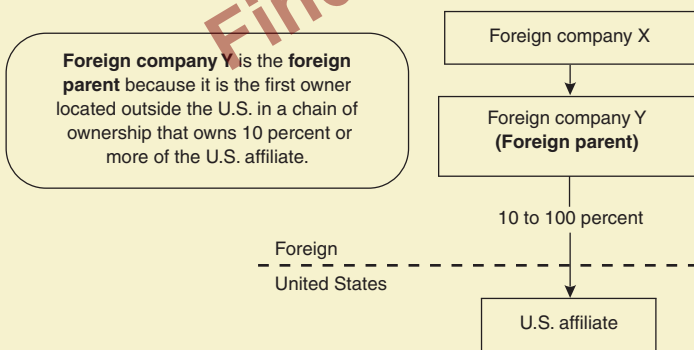 Foreign company Y is the foreign
parent because it is the first owner
located outside the U.S. in a chain of
ownership that owns 10 percent or
more of the U.S. affiliate.
Foreign company X
Foreign company Y
(Foreign parent)
10 to 100 percent
Foreign
United States
U.S. affiliate